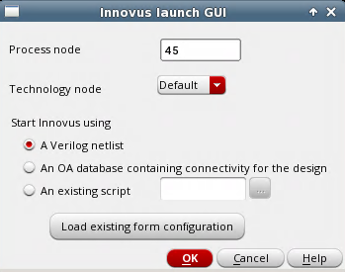 Innovus launch GUI
Process node 45
Technology node Default
Start Innovus using
A Verilog netlist
An OA database containing connectivity for the design
An existing script ...
Load existing form configuration
OK Cancel Help